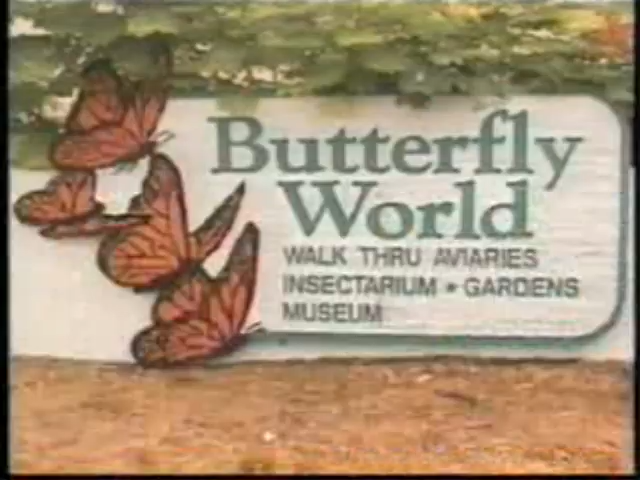 Butterfly
World
WALK THRU AVIARIES
INSECTARIUM • GARDENS
MUSEUM